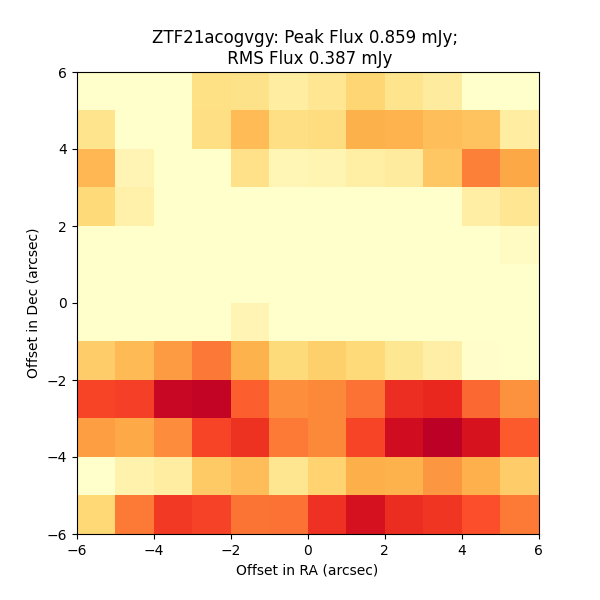 ZTF21acogvgy: Peak Flux 0.859 mJy;
RMS Flux 0.387 mJy
6
4
2
0
−2
−4
−6
Offset in Dec (arcsec)
−6 −4 −2 0 2 4 6
Offset in RA (arcsec)